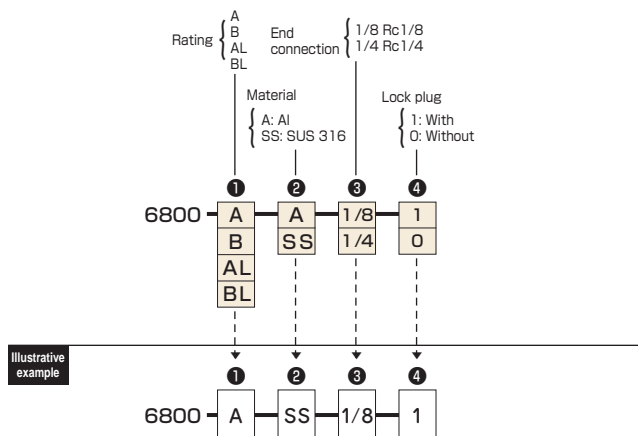 Rating
A
B
AL
BL
End
connection
1/8 Rc1/8
1/4 Rc1/4
Material
A: Al
SS: SUS 316
Lock plug
1: With
0: Without
❶ ❷ ❸ ❹
6800 A A 1/8 1
B SS 1/4 0
AL
BL
Illustrative
example
❶ ❷ ❸ ❹
6800 A SS 1/8 1